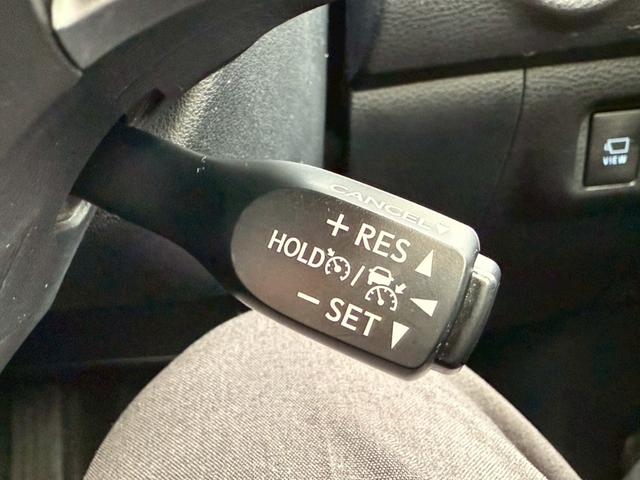 CANCEL
+ RES
HOLD /
− SET
VIEW